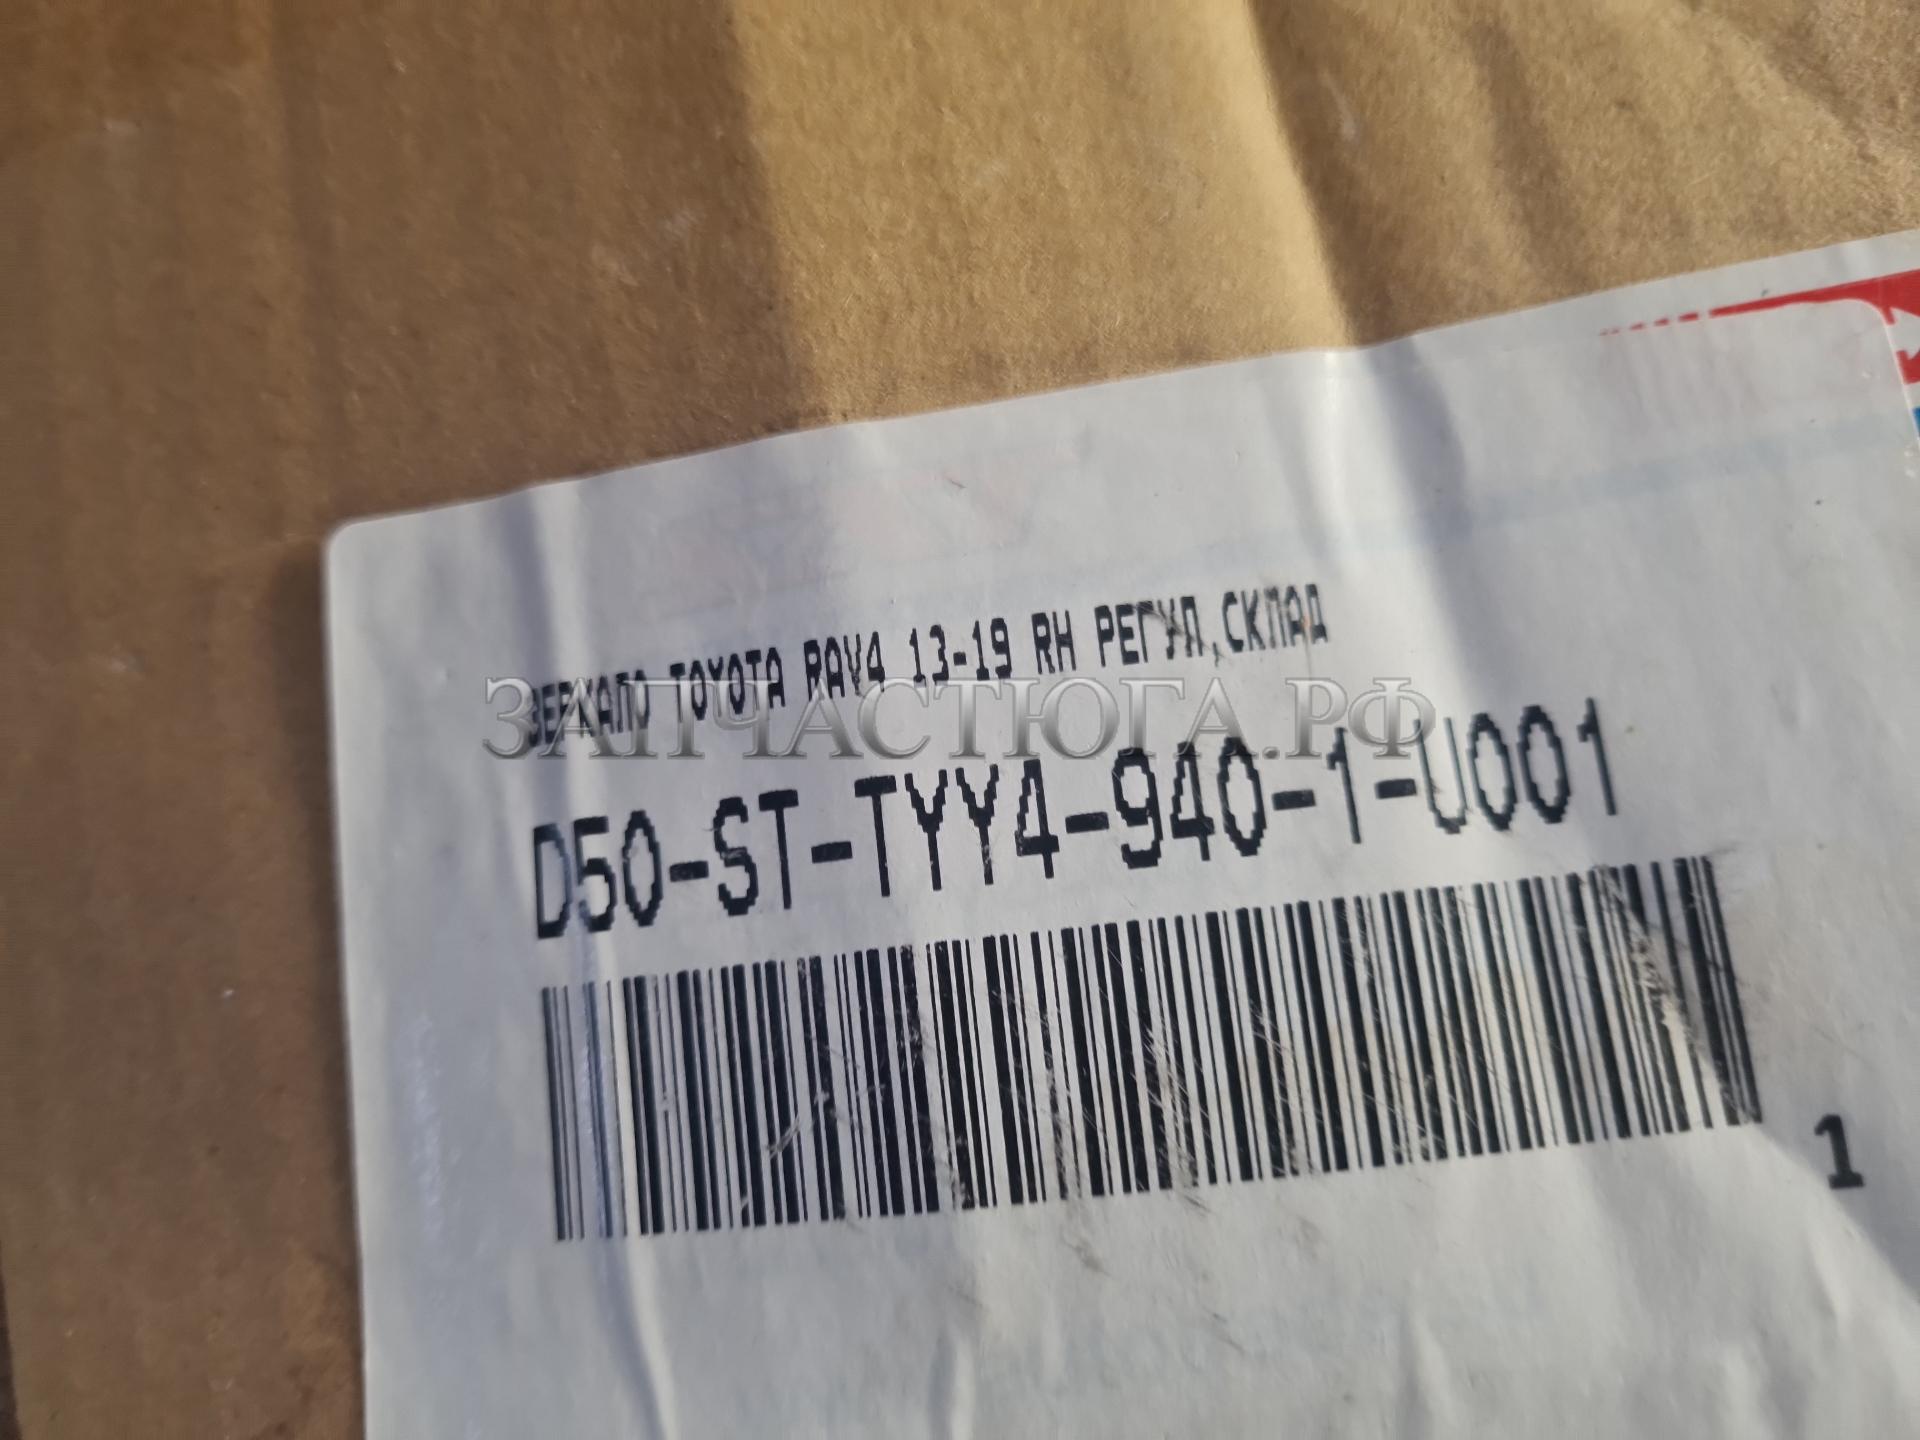 ЗЕРКАЛО TOYOTA RAV4 13-19 RH РЕГУЛ,СКЛАД
ЗАПЧАСТЮГА.РФ
D50-ST-TYY4-940-1-U001
1